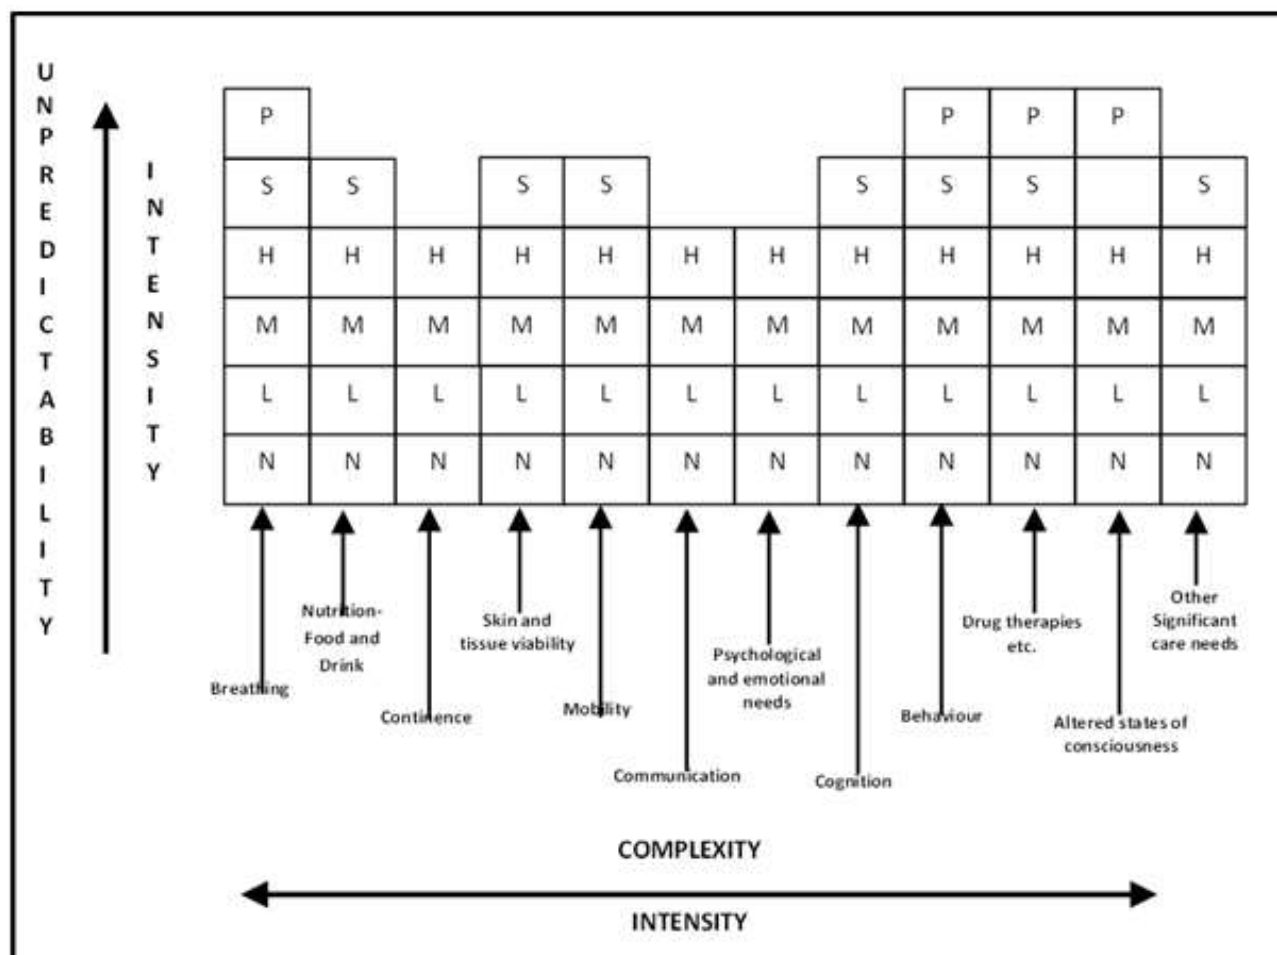 UNPREDICTABILITY
INTENSITY
P P P P
S S S S S S S S
H H H H H H H H H H H H
M M M M M M M M M M M M
L L L L L L L L L L L L
N N N N N N N N N N N N
Breathing
Nutrition-
Food and
Drink
Continence
Skin and
tissue viability
Mobility
Communication
Psychological
and emotional
needs
Cognition
Behaviour
Drug therapies
etc.
Altered states of
consciousness
Other
Significant
care needs
COMPLEXITY
INTENSITY